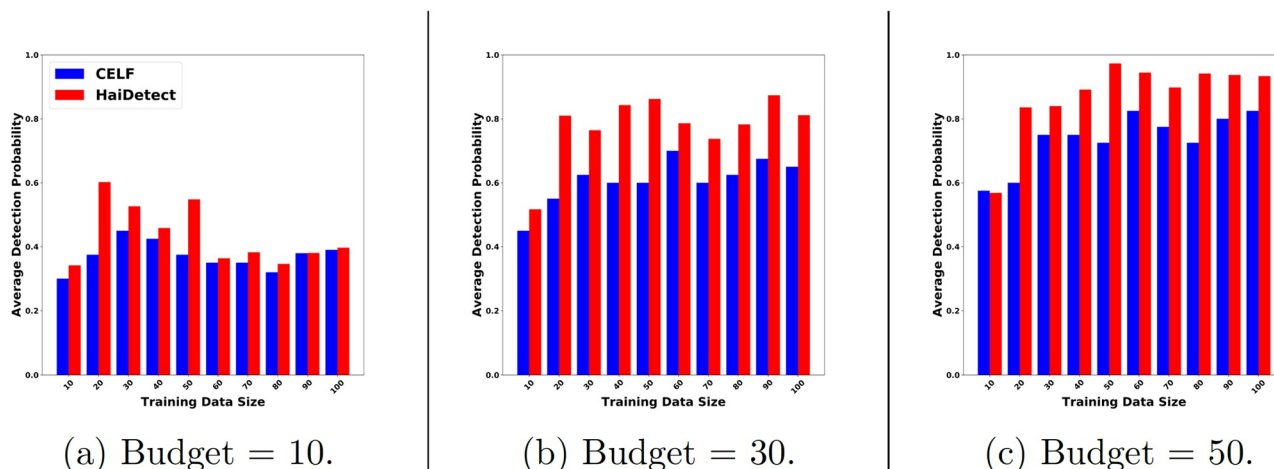 1.0
CELF
HaiDetect
0.8
0.6
0.4
0.2
0.0
Average Detection Probability
10 20 30 40 50 60 70 80 90 100
Training Data Size
(a) Budget = 10.
1.0
0.8
0.6
0.4
0.2
0.0
Average Detection Probability
10 20 30 40 50 60 70 80 90 100
Training Data Size
(b) Budget = 30.
1.0
0.8
0.6
0.4
0.2
0.0
Average Detection Probability
10 20 30 40 50 60 70 80 90 100
Training Data Size
(c) Budget = 50.